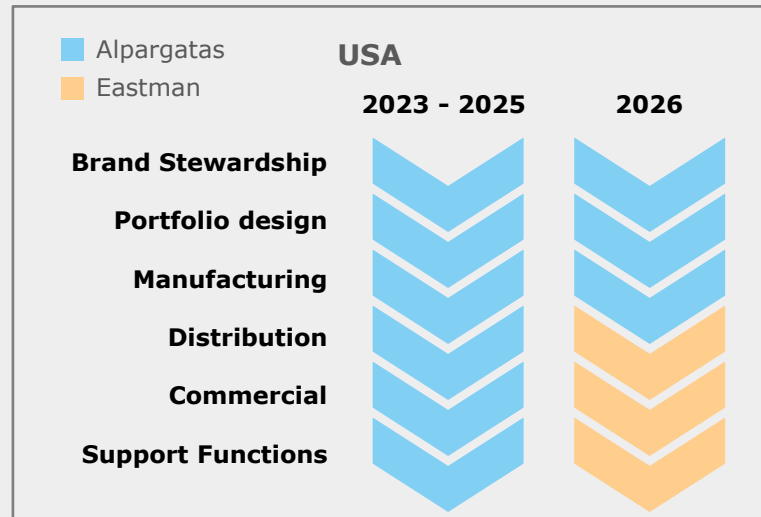 Alpargatas
Eastman
USA
2023 - 2025
2026
Brand Stewardship
Portfolio design
Manufacturing
Distribution
Commercial
Support Functions